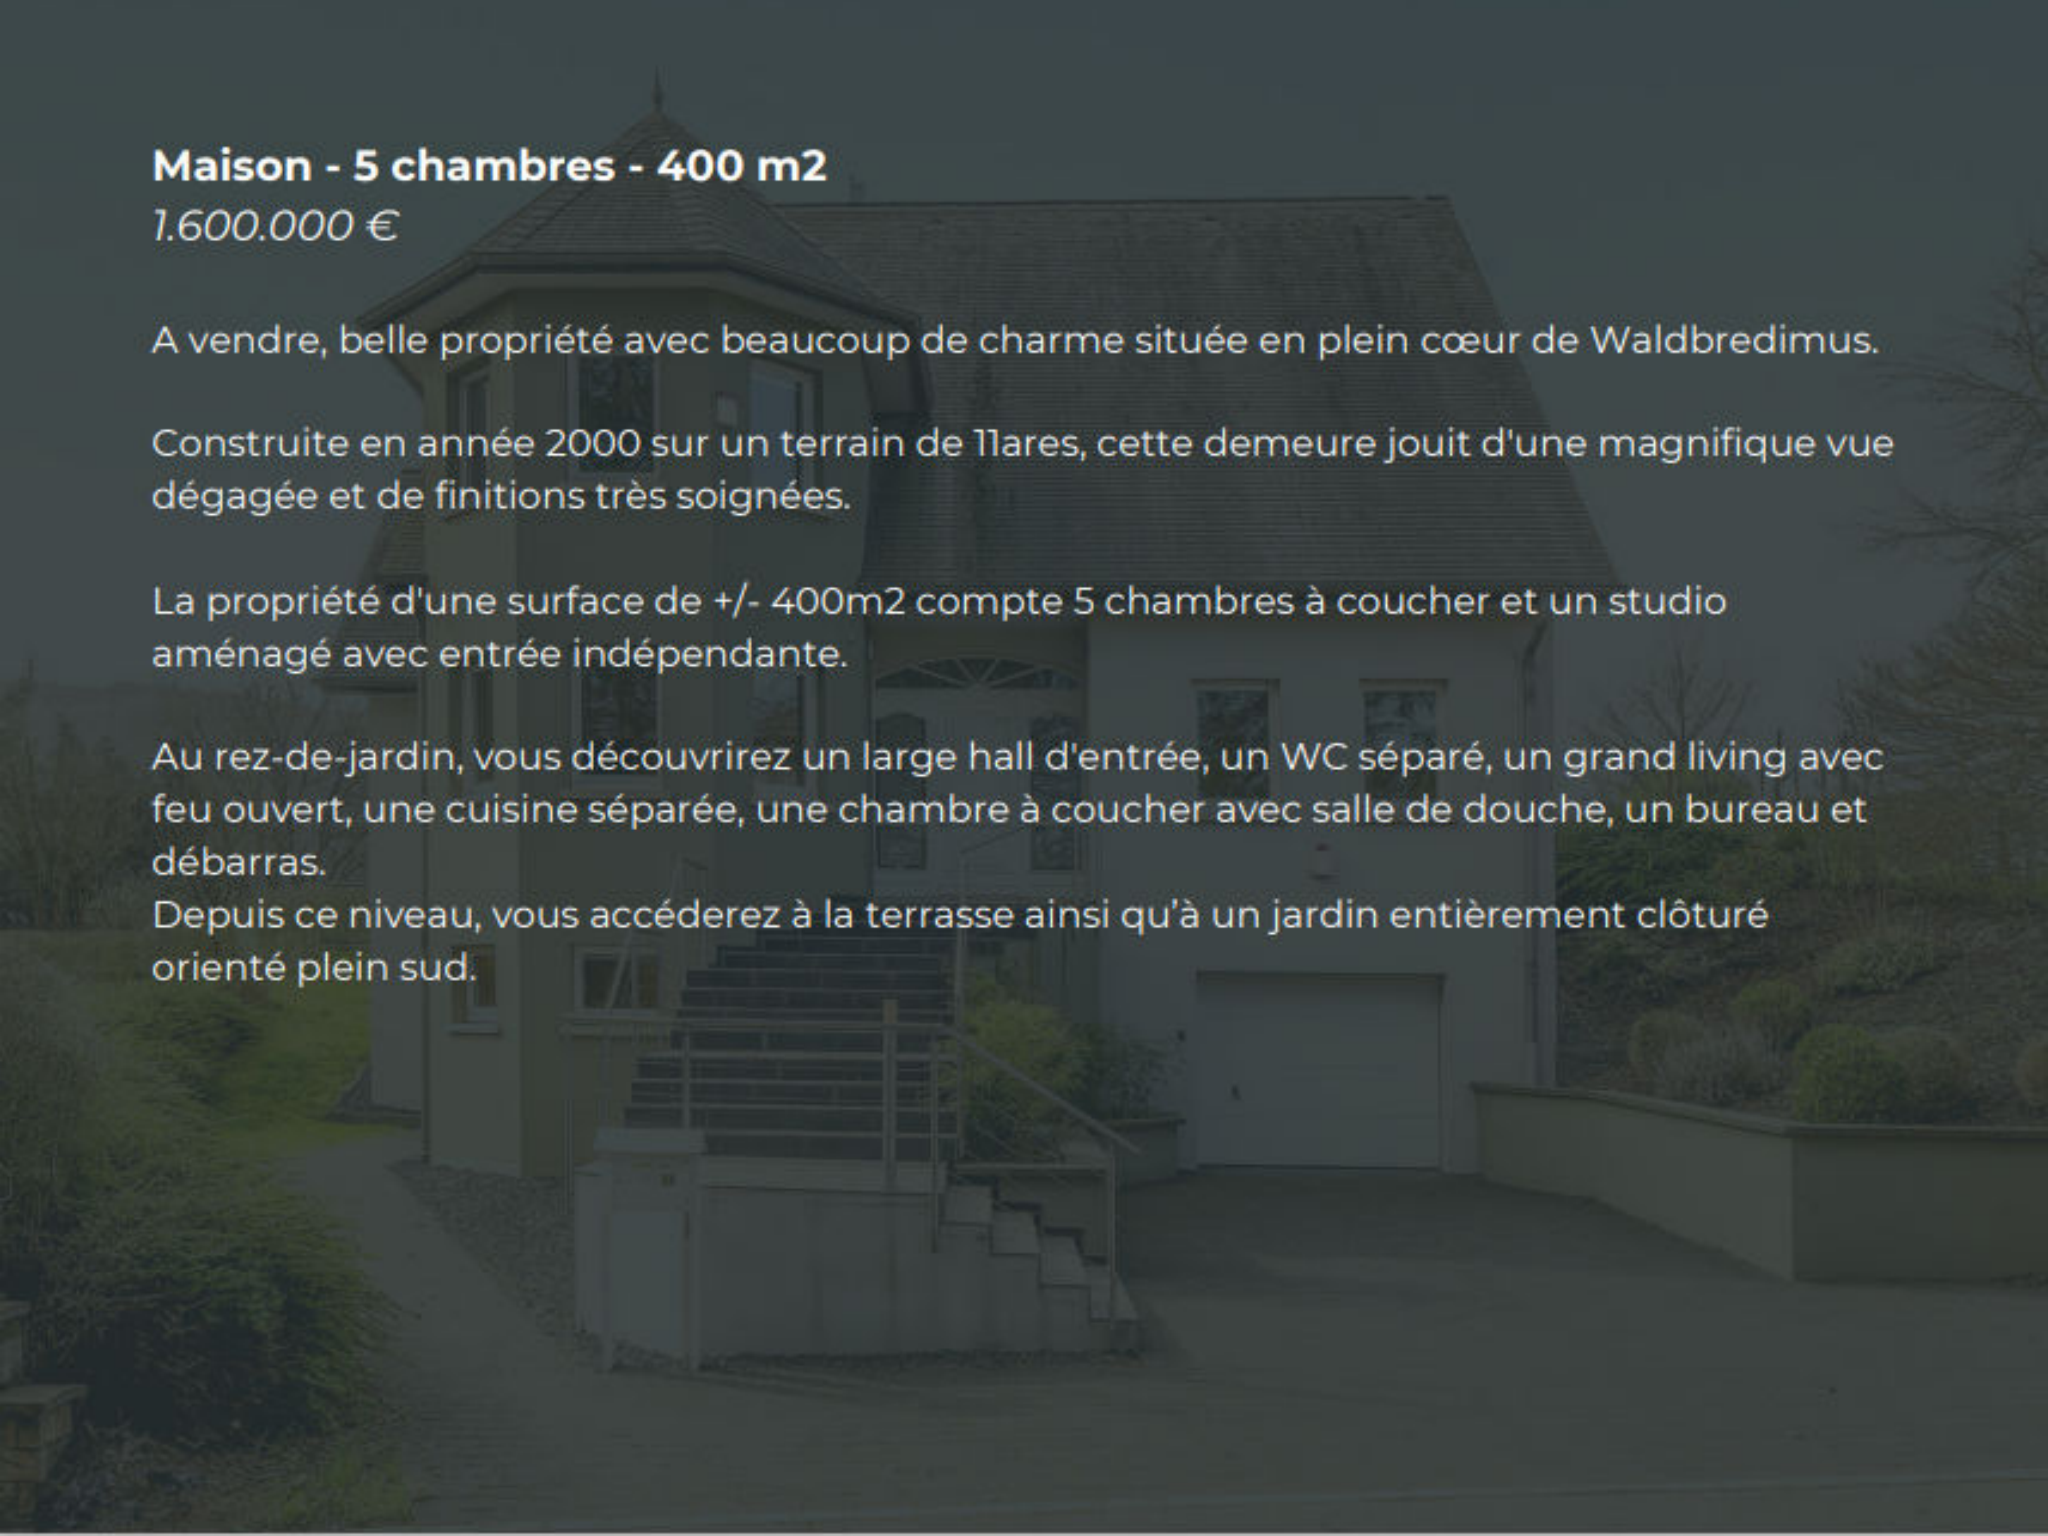 Maison - 5 chambres - 400 m2
1.600.000 €
A vendre, belle propriété avec beaucoup de charme située en plein cœur de Waldbredimus.
Construite en année 2000 sur un terrain de 11ares, cette demeure jouit d'une magnifique vue
dégagée et de finitions très soignées.
La propriété d'une surface de +/- 400m2 compte 5 chambres à coucher et un studio
aménagé avec entrée indépendante.
Au rez-de-jardin, vous découvrirez un large hall d'entrée, un WC séparé, un grand living avec
feu ouvert, une cuisine séparée, une chambre à coucher avec salle de douche, un bureau et
débarras.
Depuis ce niveau, vous accéderez à la terrasse ainsi qu’à un jardin entièrement clôturé
orienté plein sud.